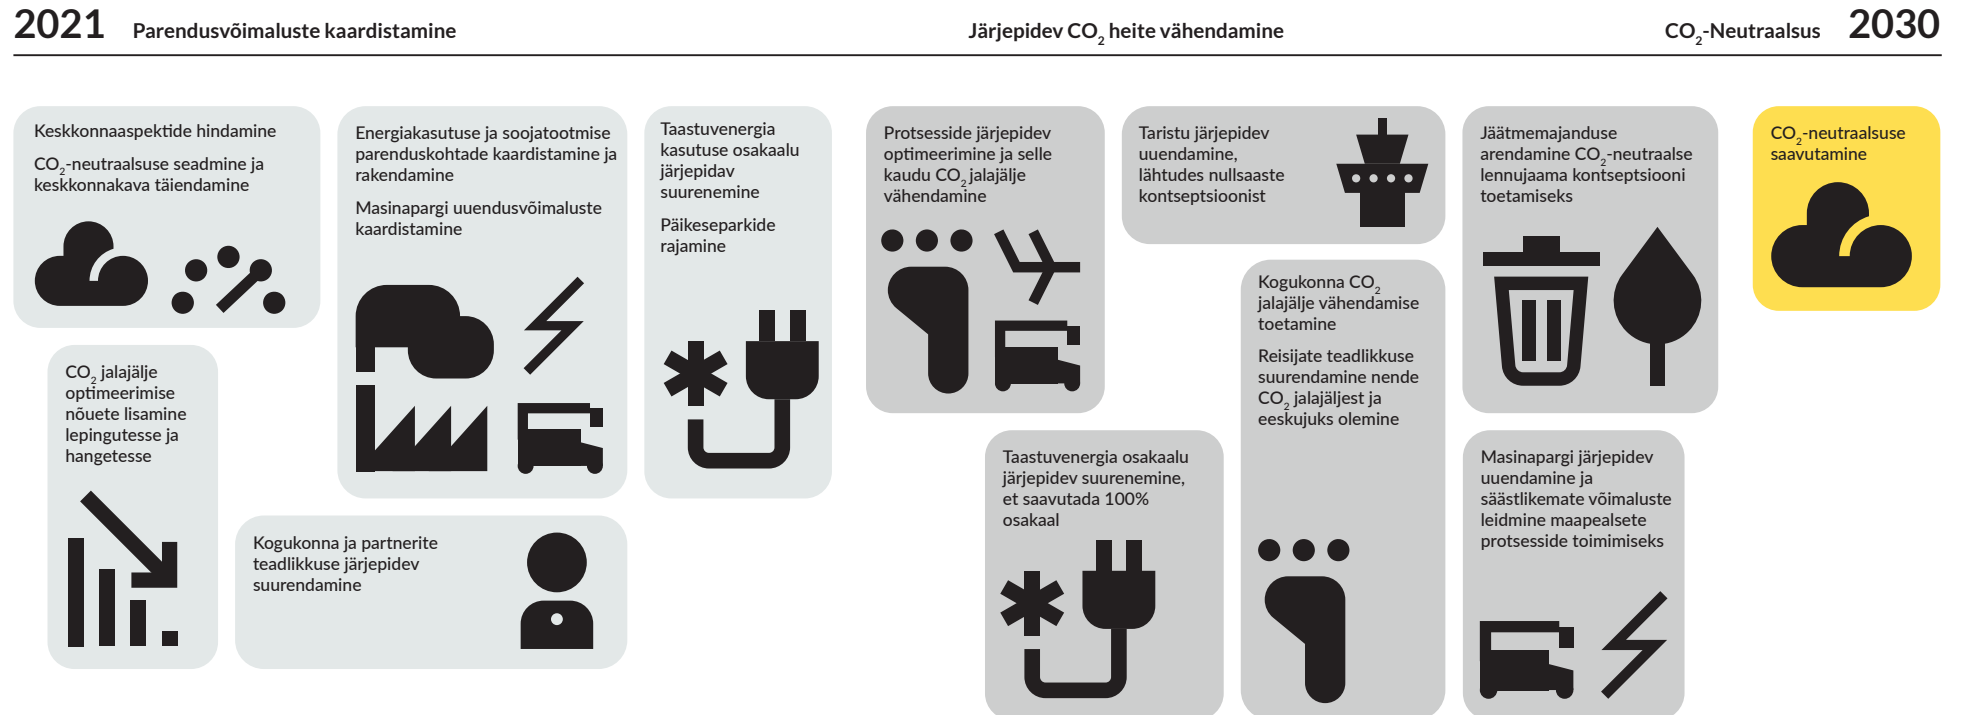 2021 Parendusvõimaluste kaardistamine
Järjepidev CO₂ heite vähendamine
CO₂-Neutraalsus 2030
Keskkonnaaspektide hindamine
CO₂-neutraalsuse seadmine ja
keskkonnakava täiendamine
CO₂ jalajälje
optimeerimise
nõuete lisamine
lepingutesse ja
hangetesse
Energiakasutuse ja soojatootmise
parenduskohtade kaardistamine ja
rakendamine
Masinapargi uuendusvõimaluste
kaardistamine
Kogukonna ja partnerite
teadlikkuse järjepidev
suurendamine
Taastuvenergia
kasutuse osakaalu
järjepidav
suurenemine
Päikeseparkide
rajamine
Protsesside järjepidev
optimeerimine ja selle
kaudu CO₂ jalajälje
vähendamine
Taastuvenergia osakaalu
järjepidev suurenemine,
et saavutada 100%
osakaal
Taristu järjepidev
uuendamine,
lähtudes nullsaaste
kontseptsioonist
Kogukonna CO₂
jalajälje vähendamise
toetamine
Reisijate teadlikkuse
suurendamine nende
CO₂ jalajäljest ja
eeskujuks olemine
Jäätmemajanduse
arendamine CO₂-neutraalse
lennujaama kontseptsiooni
toetamiseks
Masinapargi järjepidev
uuendamine ja
säästlikemate võimaluste
leidmine maapealsete
protsesside toimimiseks
CO₂-neutraalsuse
saavutamine